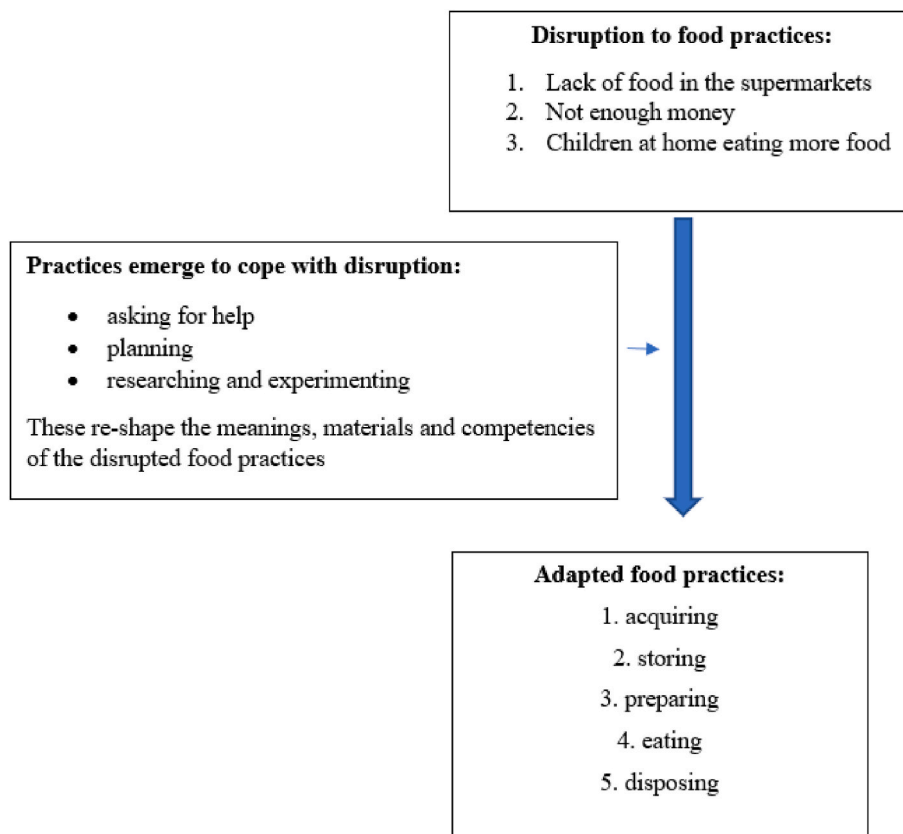 Disruption to food practices:
1. Lack of food in the supermarkets
2. Not enough money
3. Children at home eating more food
Practices emerge to cope with disruption:
• asking for help
• planning
• researching and experimenting
These re-shape the meanings, materials and competencies
of the disrupted food practices
Adapted food practices:
1. acquiring
2. storing
3. preparing
4. eating
5. disposing